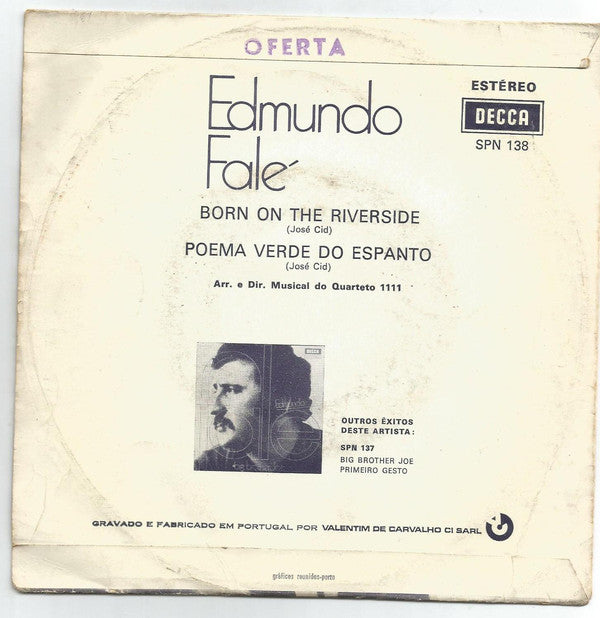 OFERTA
Edmundo
Falé
ESTÉREO
DECCA
SPN 138
BORN ON THE RIVERSIDE
(José Cid)
POEMA VERDE DO ESPANTO
(José Cid)
Arr. e Dir. Musical do Quarteto 1111
DECCA
Edmundo
OUTROS ÊXITOS
DESTE ARTISTA:
SPN 137
BIG BROTHER JOE
PRIMEIRO GESTO
GRAVADO E FABRICADO EM PORTUGAL POR VALENTIM DE CARVALHO CI SARL
gráficos reunidos-porto